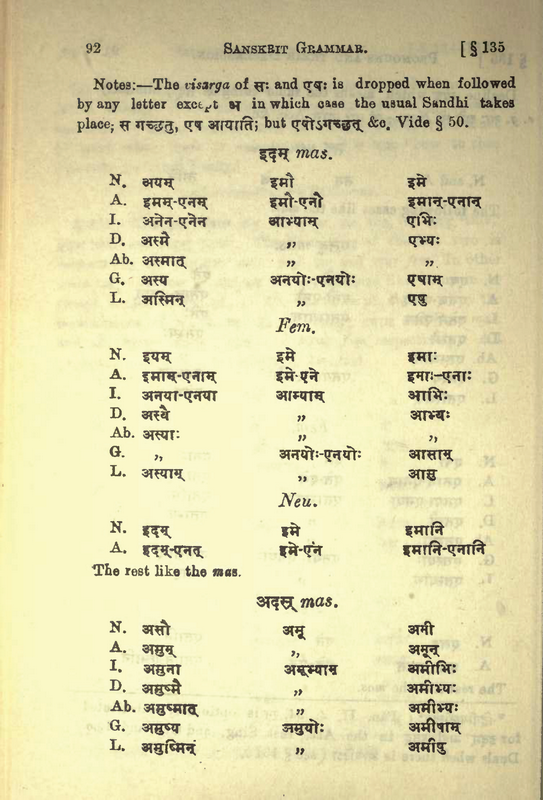 92 SANSKRIT GRAMMAR. [ § 135
Notes:—The visarga of सः and एषः is dropped when followed
by any letter except अ in which case the usual Sandhi takes
place; स गच्छतु, एष आयाति; but एषोऽगच्छत् &c. Vide § 50.
इदम् mas.
N. अयम् इमौ इमे
A. इमम्-एनम् इमौ-एनौ इमान्-एनान्
I. अनेन-एनेन आभ्याम् एभिः
D. अस्मै „ एभ्यः
Ab. अस्मात् „ „
G. अस्य अनयोः-एनयोः एषाम्
L. अस्मिन् „ एषु
Fem.
N. इयम् इमे इमाः
A. इमाम्-एनाम् इमे-एने इमाः-एनाः
I. अनया-एनया आभ्याम् आभिः
D. अस्यै „ आभ्यः
Ab. अस्याः „ „
G. „ अनयोः-एनयोः आसाम्
L. अस्याम् „ आसु
Neu.
N. इदम् इमे इमानि
A. इदम्-एनत् इमे-एने इमानि-एनानि
The rest like the mas.
अदस् mas.
N. असौ अमू अमी
A. अमुम् „ अमून्
I. अमुना अमूभ्याम् अमीभिः
D. अमुष्मै „ अमीभ्यः
Ab. अमुष्मात् „ अमीभ्यः
G. अमुष्य अमुयोः अमीषाम्
L. अमुष्मिन् „ अमीषु